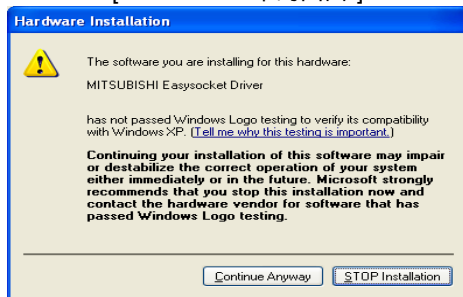 Hardware Installation
The software you are installing for this hardware:
MITSUBISHI Easysocket Driver
has not passed Windows Logo testing to verify its compatibility
with Windows XP. (Tell me why this testing is important.)
Continuing your installation of this software may impair
or destabilize the correct operation of your system
either immediately or in the future. Microsoft strongly
recommends that you stop this installation now and
contact the hardware vendor for software that has
passed Windows Logo testing.
Continue Anyway
STOP Installation